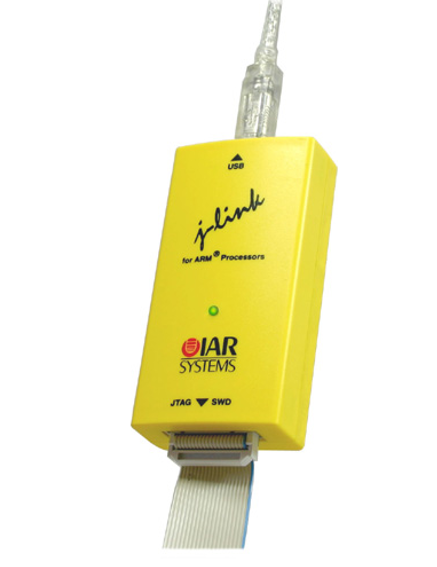 USB
j-link
for ARM® Processors
IAR
SYSTEMS
JTAG SWD